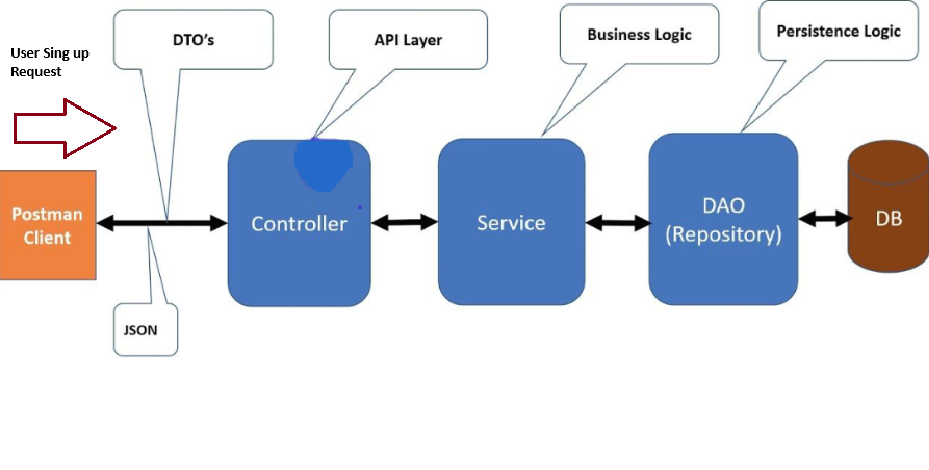 User Sing up
Request
DTO's
API Layer
Business Logic
Persistence Logic
Postman
Client
Controller
Service
DAO
(Repository)
DB
JSON